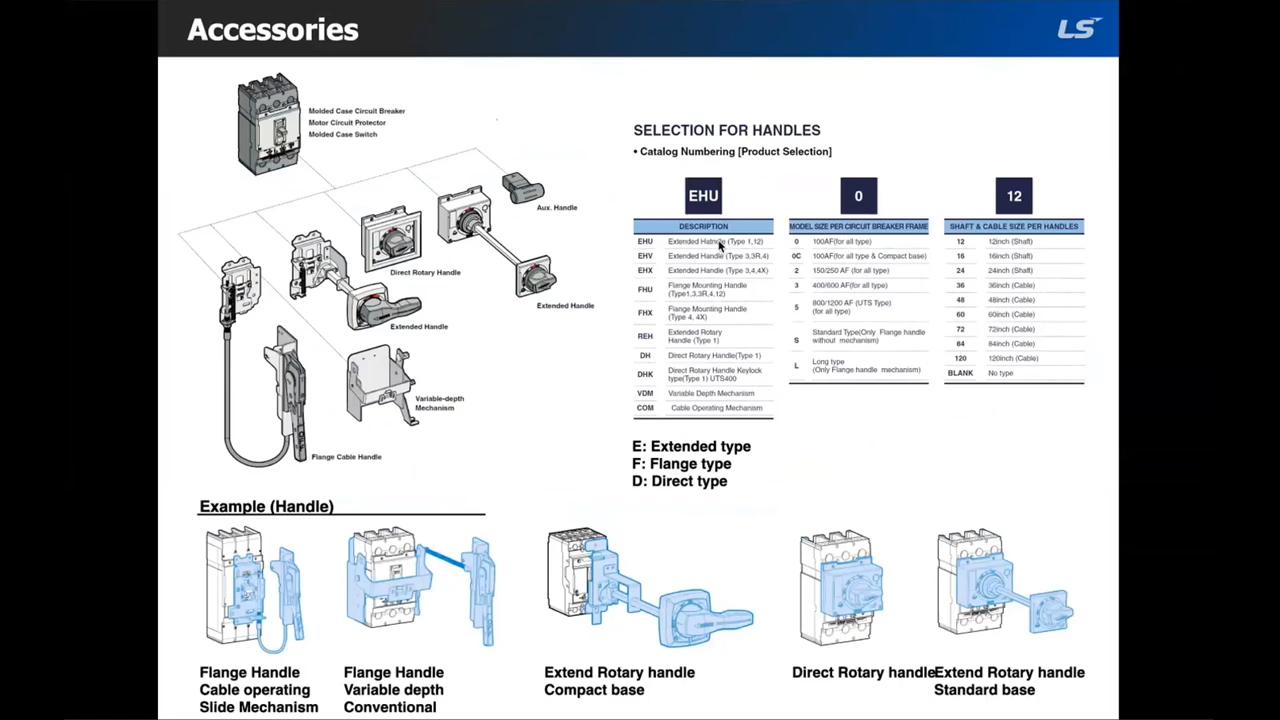 Accessories
LS
Molded Case Circuit Breaker
Motor Circuit Protector
Molded Case Switch
Aux. Handle
Direct Rotary Handle
Extended Handle
Extended Handle
Variable-depth
Mechanism
Flange Cable Handle
SELECTION FOR HANDLES
• Catalog Numbering [Product Selection]
EHU 0 12
DESCRIPTION
EHU Extended Handle (Type 1,12)
EHV Extended Handle (Type 3,3R,4)
EHX Extended Handle (Type 3,4,4X)
FHU Flange Mounting Handle
(Type1,3,3R,4,12)
FHX Flange Mounting Handle
(Type 4, 4X)
REH Extended Rotary
Handle (Type 1)
DH Direct Rotary Handle(Type 1)
DHK Direct Rotary Handle Keylock
type(Type 1) UTS400
VDM Variable Depth Mechanism
COM Cable Operating Mechanism
MODEL SIZE PER CIRCUIT BREAKER FRAME
0 100AF(for all type)
0C 100AF(for all type & Compact base)
2 150/250 AF (for all type)
3 400/600 AF(for all type)
5 800/1200 AF (UTS Type)
(for all type)
S Standard Type(Only Flange handle
without mechanism)
L Long type
(Only Flange handle mechanism)
SHAFT & CABLE SIZE PER HANDLES
12 12inch (Shaft)
16 16inch (Shaft)
24 24inch (Shaft)
36 36inch (Cable)
48 48inch (Cable)
60 60inch (Cable)
72 72inch (Cable)
84 84inch (Cable)
120 120inch (Cable)
BLANK No type
E: Extended type
F: Flange type
D: Direct type
Example (Handle)
Flange Handle
Cable operating
Slide Mechanism
Flange Handle
Variable depth
Conventional
Extend Rotary handle
Compact base
Direct Rotary handle
Extend Rotary handle
Standard base